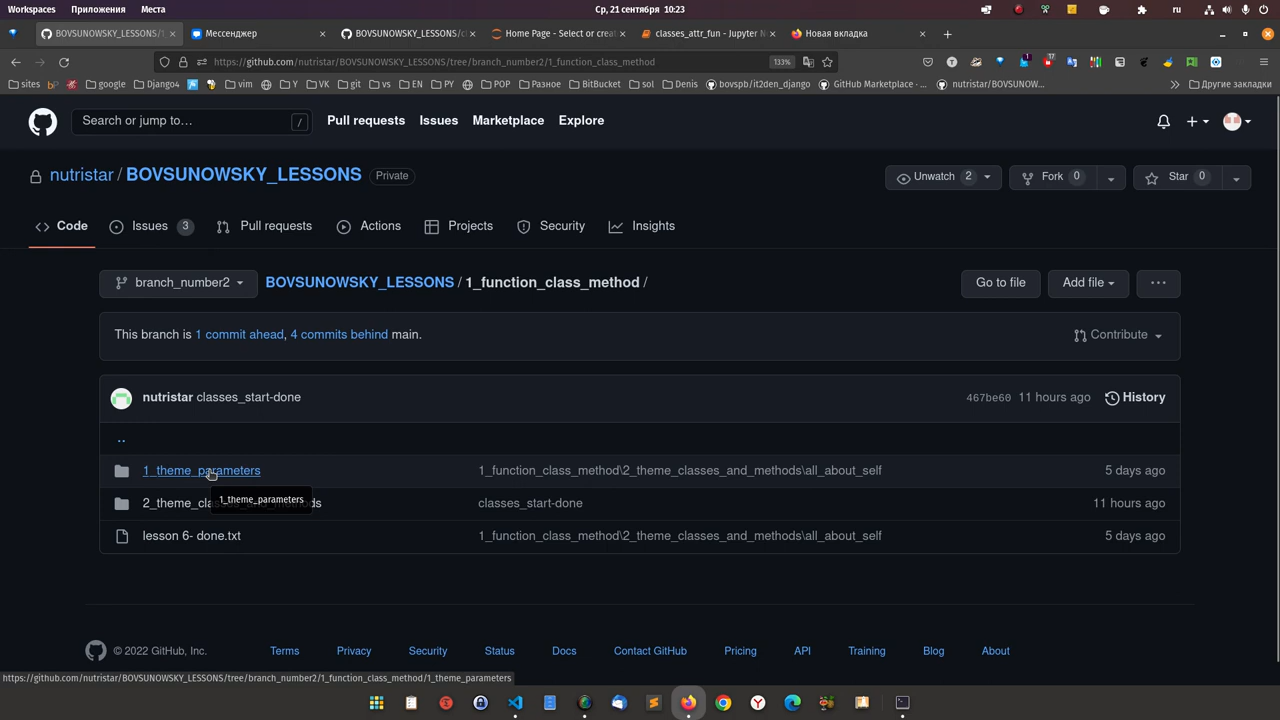 Workspaces Приложения Места Ср, 21 сентября 10:23 ru
BOVSUNOWSKY_LESSONS/1 Мессенджер BOVSUNOWSKY_LESSONS/c Home Page - Select or crea classes_attr_fun - Jupyter N Новая вкладка
https://github.com/nutristar/BOVSUNOWSKY_LESSONS/tree/branch_number2/1_function_class_method 133%
sites google Django4 vim Y VK git vs EN PY POP Разное BitBucket sol Denis bovspb/it2den_django GitHub Marketplace · ... nutristar/BOVSUNOW... Другие закладки
Search or jump to… / Pull requests Issues Marketplace Explore
nutristar / BOVSUNOWSKY_LESSONS Private Unwatch 2 Fork 0 Star 0
Code Issues 3 Pull requests Actions Projects Security Insights
branch_number2 BOVSUNOWSKY_LESSONS / 1_function_class_method / Go to file Add file ...
This branch is 1 commit ahead, 4 commits behind main. Contribute
nutristar classes_start-done 467be60 11 hours ago History
..
1_theme_parameters 1_function_class_method\2_theme_classes_and_methods\all_about_self 5 days ago
1_theme_parameters
classes_start-done 11 hours ago
lesson 6- done.txt 1_function_class_method\2_theme_classes_and_methods\all_about_self 5 days ago
© 2022 GitHub, Inc. Terms Privacy Security Status Docs Contact GitHub Pricing API Training Blog About
https://github.com/nutristar/BOVSUNOWSKY_LESSONS/tree/branch_number2/1_function_class_method/1_theme_parameters